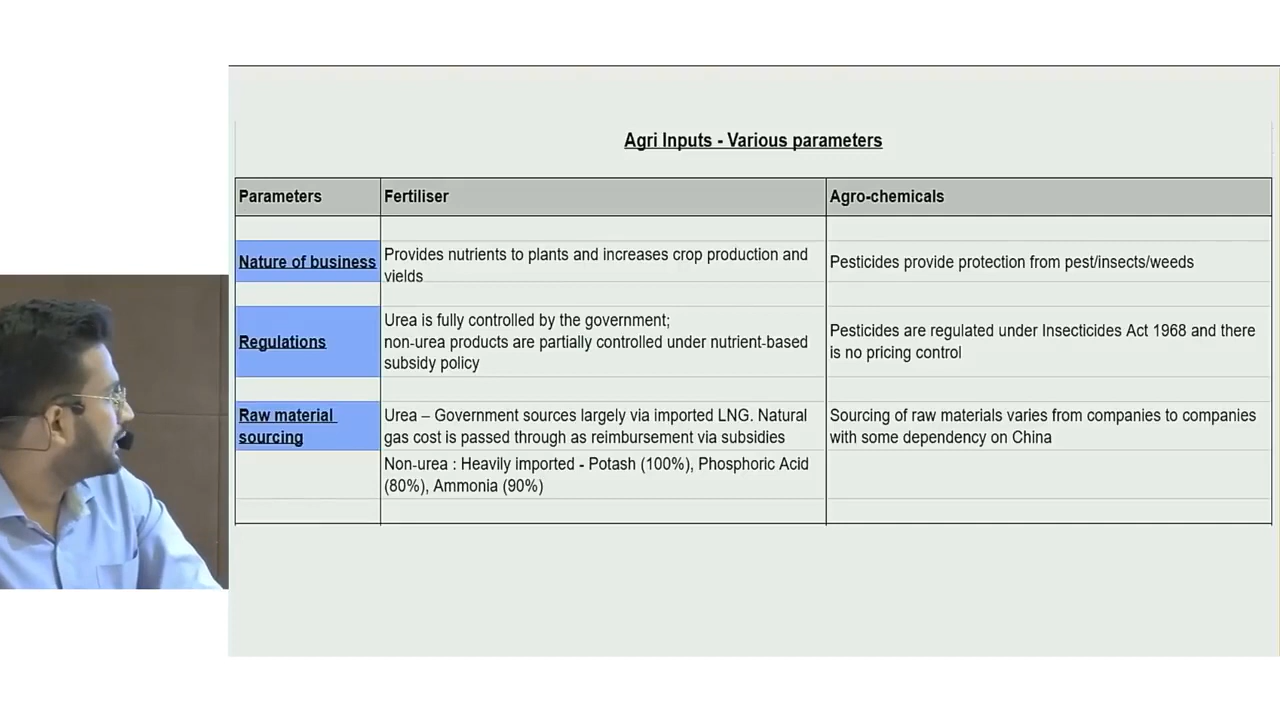 Agri Inputs - Various parameters
Parameters
Fertiliser
Agro-chemicals
Nature of business
Provides nutrients to plants and increases crop production and
yields
Pesticides provide protection from pest/insects/weeds
Regulations
Urea is fully controlled by the government;
non-urea products are partially controlled under nutrient-based
subsidy policy
Pesticides are regulated under Insecticides Act 1968 and there
is no pricing control
Raw material
sourcing
Urea – Government sources largely via imported LNG. Natural
gas cost is passed through as reimbursement via subsidies
Sourcing of raw materials varies from companies to companies
with some dependency on China
Non-urea : Heavily imported - Potash (100%), Phosphoric Acid
(80%), Ammonia (90%)